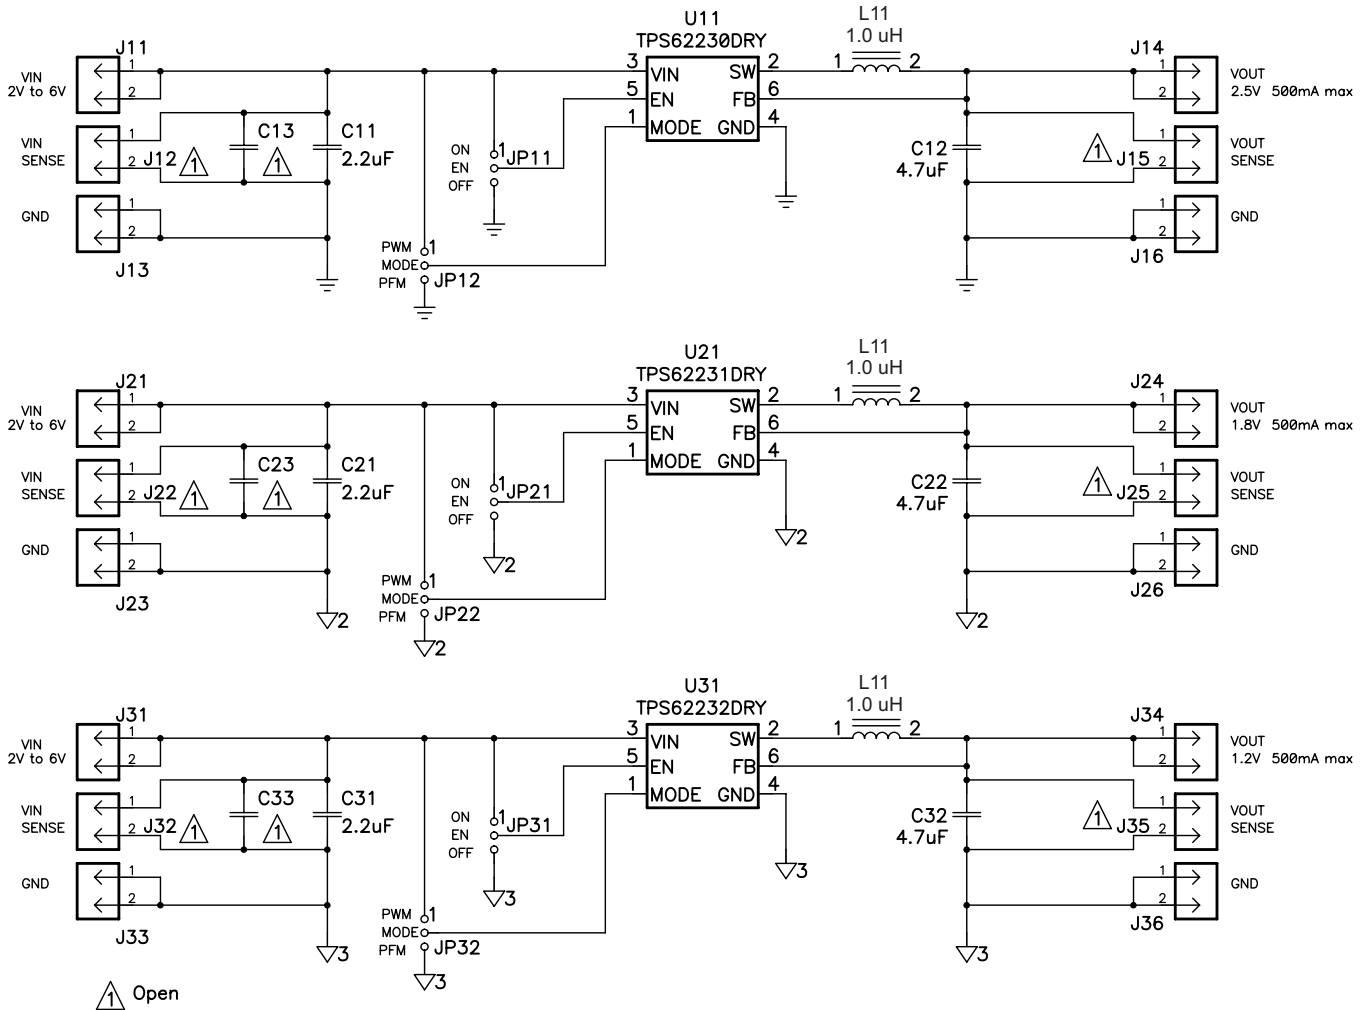 U11
TPS62230DRY
L11
1.0 uH
J11
VIN
2V to 6V
1
2
3
VIN
SW
2
1
2
J14
1
2
VOUT
2.5V 500mA max
5
EN
FB
6
1
MODE
GND
4
VIN
SENSE
1
2
J12
1
C13
1
C11
2.2uF
ON
EN
OFF
1
JP11
C12
4.7uF
1
J15
1
2
VOUT
SENSE
GND
1
2
J13
PWM
MODE
PFM
1
JP12
1
2
J16
GND
U21
TPS62231DRY
L11
1.0 uH
J21
VIN
2V to 6V
1
2
3
VIN
SW
2
1
2
J24
1
2
VOUT
1.8V 500mA max
5
EN
FB
6
1
MODE
GND
4
VIN
SENSE
1
2
J22
1
C23
1
C21
2.2uF
ON
EN
OFF
1
JP21
2
C22
4.7uF
2
1
J25
1
2
VOUT
SENSE
GND
1
2
J23
2
PWM
MODE
PFM
1
JP22
2
2
1
2
J26
GND
U31
TPS62232DRY
L11
1.0 uH
J31
VIN
2V to 6V
1
2
3
VIN
SW
2
1
2
J34
1
2
VOUT
1.2V 500mA max
5
EN
FB
6
1
MODE
GND
4
VIN
SENSE
1
2
J32
1
C33
1
C31
2.2uF
ON
EN
OFF
1
JP31
3
C32
4.7uF
3
1
J35
1
2
VOUT
SENSE
GND
1
2
J33
3
PWM
MODE
PFM
1
JP32
3
3
1
2
J36
GND
1 Open